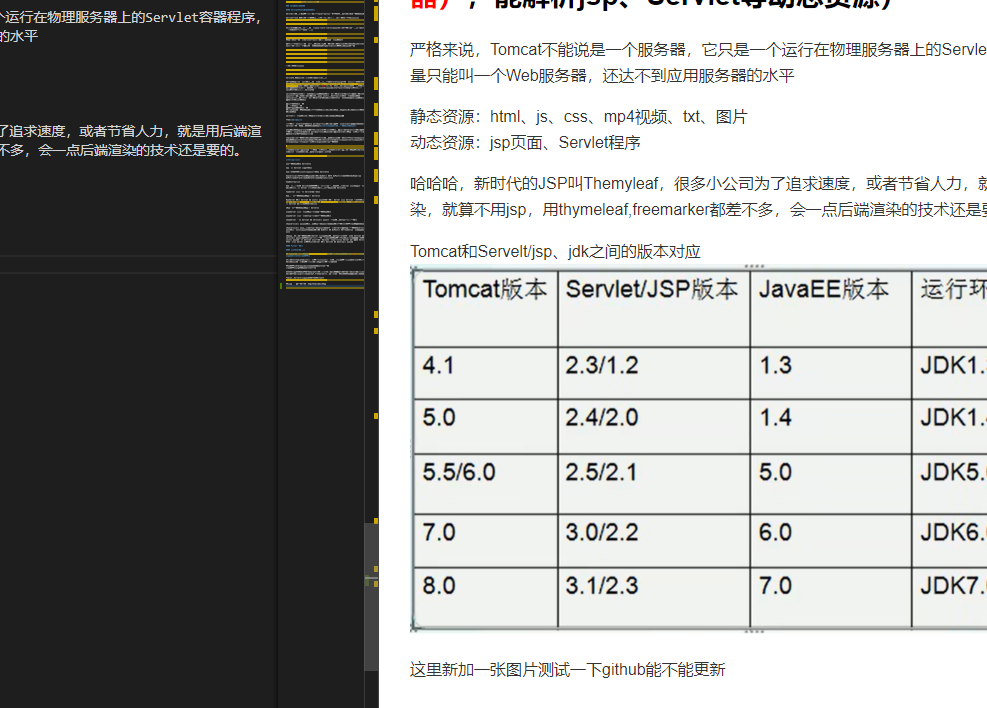 个运行在物理服务器上的Servlet容器程序，
的水平
了追求速度，或者节省人力，就是用后端渲
不多，会一点后端渲染的技术还是要的。
器），能解析jsp、Servlet等动态资源）
严格来说，Tomcat不能说是一个服务器，它只是一个运行在物理服务器上的Servle
量只能叫一个Web服务器，还达不到应用服务器的水平
静态资源：html、js、css、mp4视频、txt、图片
动态资源：jsp页面、Servlet程序
哈哈哈，新时代的JSP叫Themyleaf，很多小公司为了追求速度，或者节省人力，就
染，就算不用jsp，用thymeleaf,freemarker都差不多，会一点后端渲染的技术还是要
Tomcat和Servelt/jsp、jdk之间的版本对应
Tomcat版本 Servlet/JSP版本 JavaEE版本 运行环
4.1 2.3/1.2 1.3 JDK1.
5.0 2.4/2.0 1.4 JDK1.
5.5/6.0 2.5/2.1 5.0 JDK5.
7.0 3.0/2.2 6.0 JDK6.
8.0 3.1/2.3 7.0 JDK7.
这里新加一张图片测试一下github能不能更新